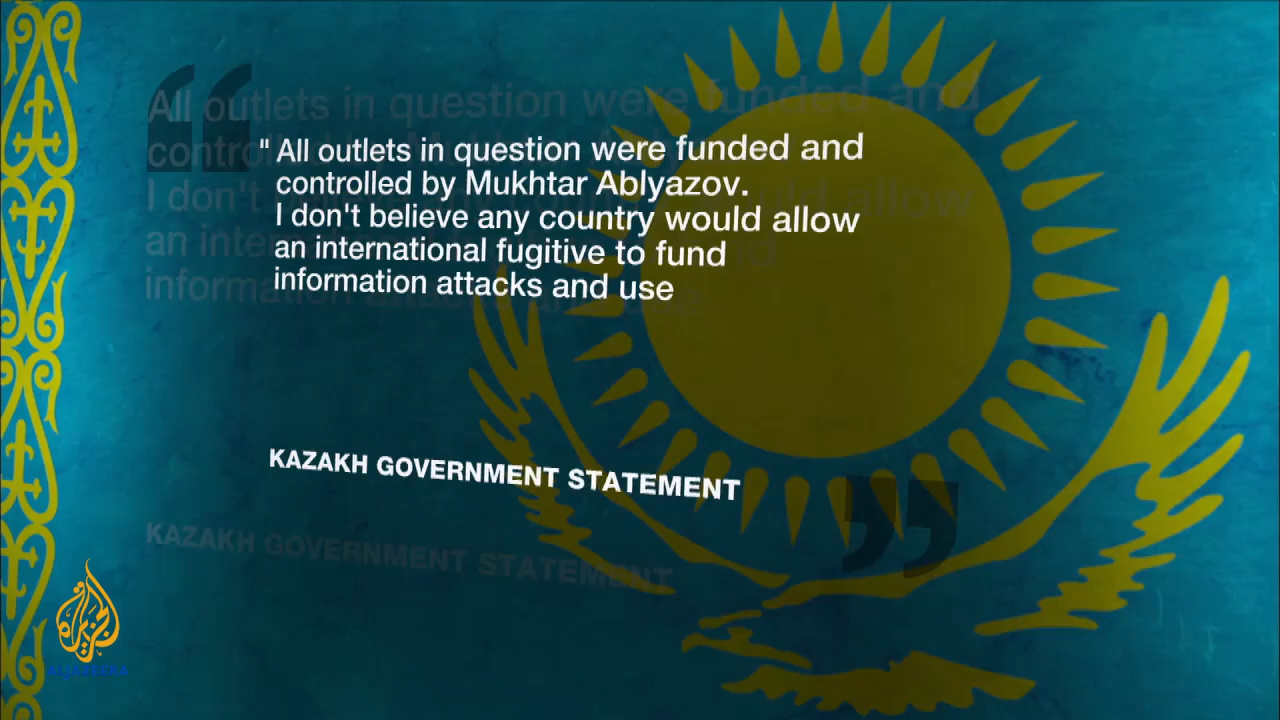 " All outlets in question were funded and
controlled by Mukhtar Ablyazov.
I don't believe any country would allow
an international fugitive to fund
information attacks and use
KAZAKH GOVERNMENT STATEMENT
ALJAZEERA